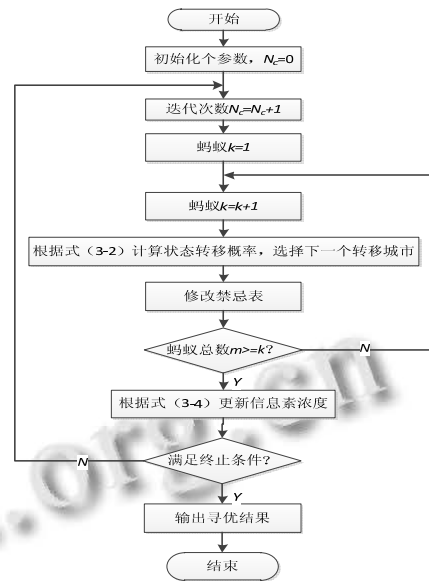 开始
初始化个参数，Nc=0
迭代次数Nc=Nc+1
蚂蚁k=1
蚂蚁k=k+1
根据式（3-2）计算状态转移概率，选择下一个转移城市
修改禁忌表
蚂蚁总数m>=k?
N
Y
根据式（3-4）更新信息素浓度
满足终止条件?
N
Y
输出寻优结果
结束
.org.cn